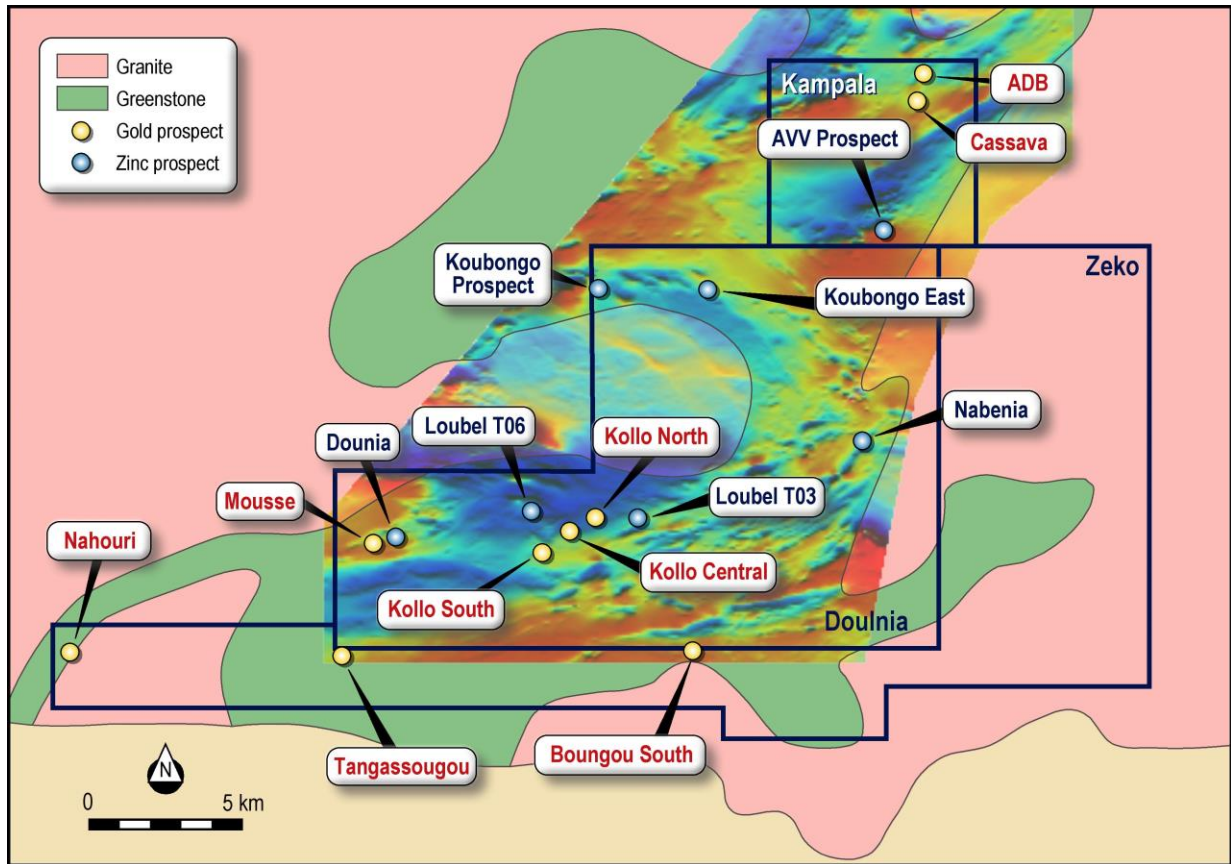 Granite
Greenstone
Gold prospect
Zinc prospect
Kampala
ADB
AVV Prospect
Cassava
Koubongo
Prospect
Koubongo East
Zeko
Dounia
Loubel T06
Kollo North
Nabenia
Mousse
Loubel T03
Nahouri
Kollo Central
Kollo South
Doulnia
Tangassougou
Boungou South
N
0
5 km